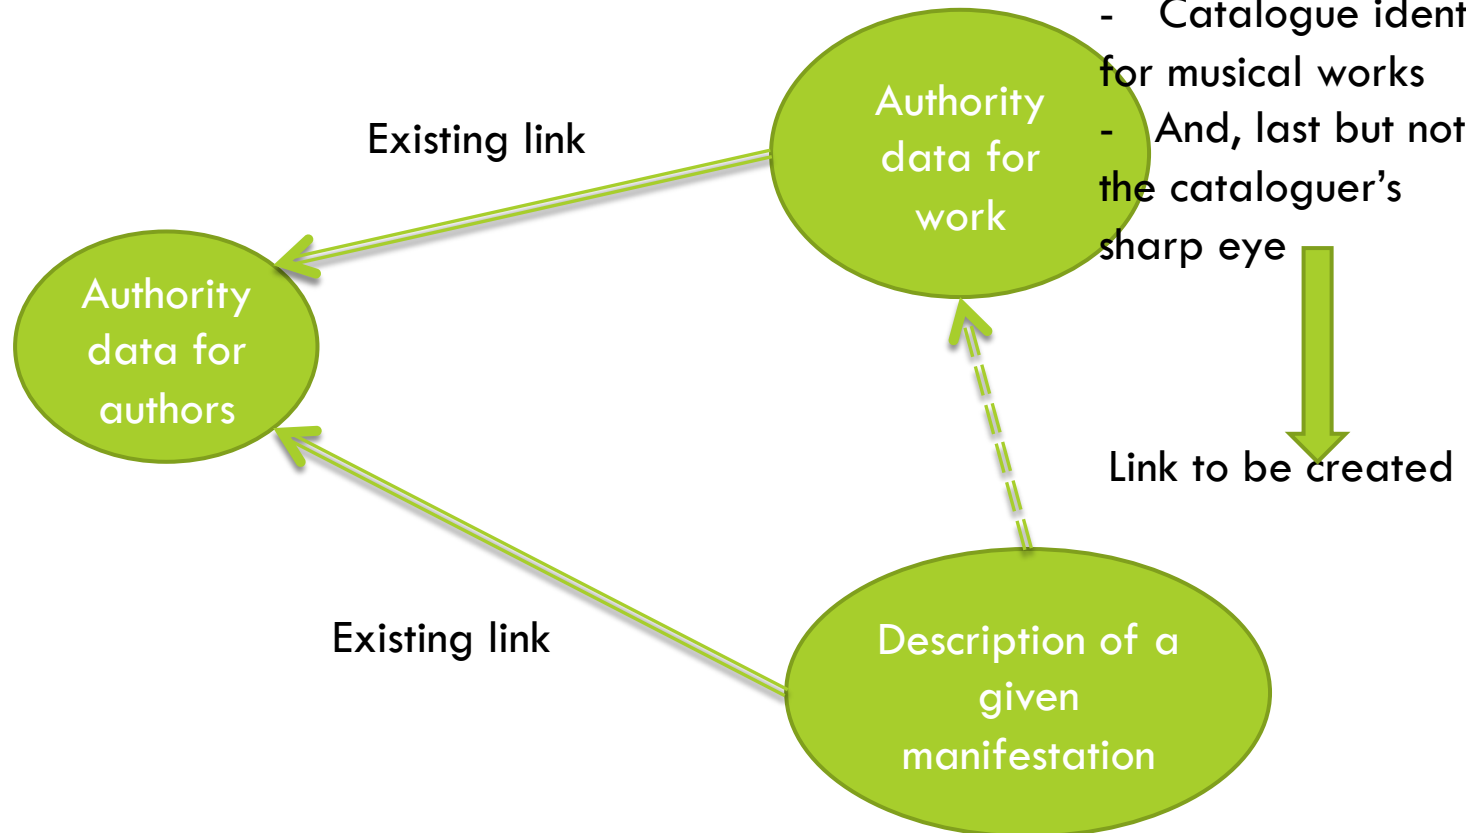 - Catalogue ident
for musical works
- And, last but not
the cataloguer’s
sharp eye
Authority
data for
work
Existing link
Authority
data for
authors
Link to be created
Existing link
Description of a
given
manifestation